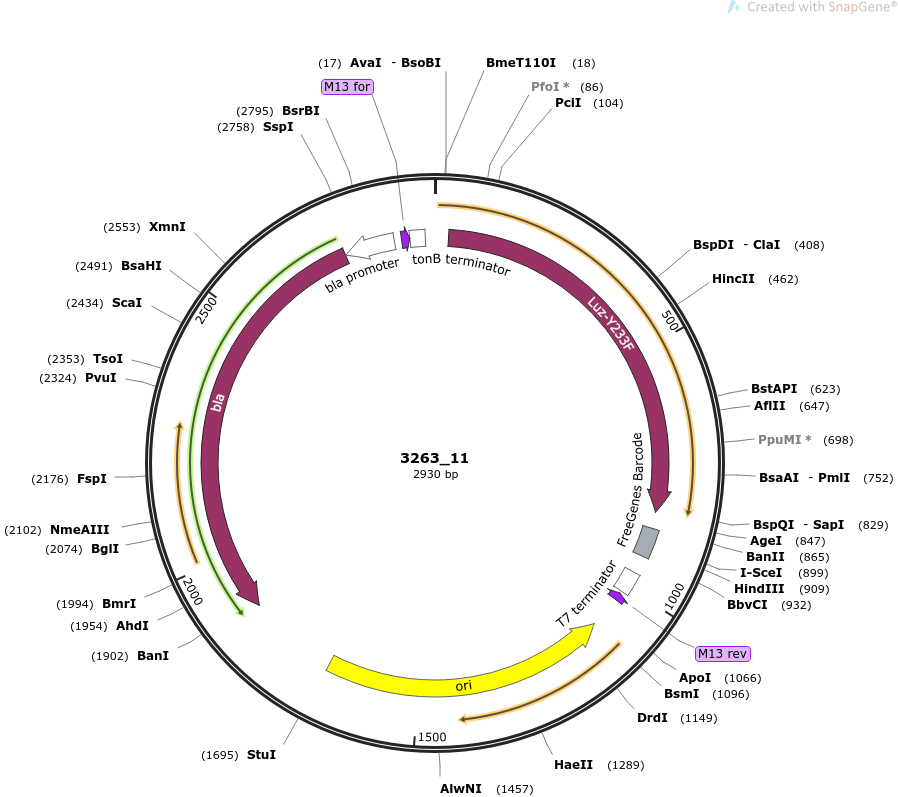 Created with SnapGene®
(17) AvaI - BsoBI
BmeT110I (18)
M13 for
PfoI * (86)
PciI (104)
(2795) BsrBI
(2758) SspI
(2553) XmnI
(2491) BsaHI
(2434) ScaI
(2353) TsoI
(2324) PvuI
(2176) FspI
(2102) NmeAIII
(2074) BglI
(1994) BmrI
(1954) AhdI
(1902) BanI
(1695) StuI
BspDI - ClaI (408)
HincII (462)
BstAPI (623)
AflII (647)
PpuMI * (698)
BsaAI - PmlI (752)
BspQI - SapI (829)
AgeI (847)
BanII (865)
I-SceI (899)
HindIII (909)
BbvCI (932)
M13 rev
ApoI (1066)
BsmI (1096)
DrdI (1149)
HaeII (1289)
AlwNI (1457)
500
1000
1500
2000
2500
bla promoter
tonB terminator
Luz-Y233F
FreeGenes Barcode
T7 terminator
ori
bla
3263_11
2930 bp